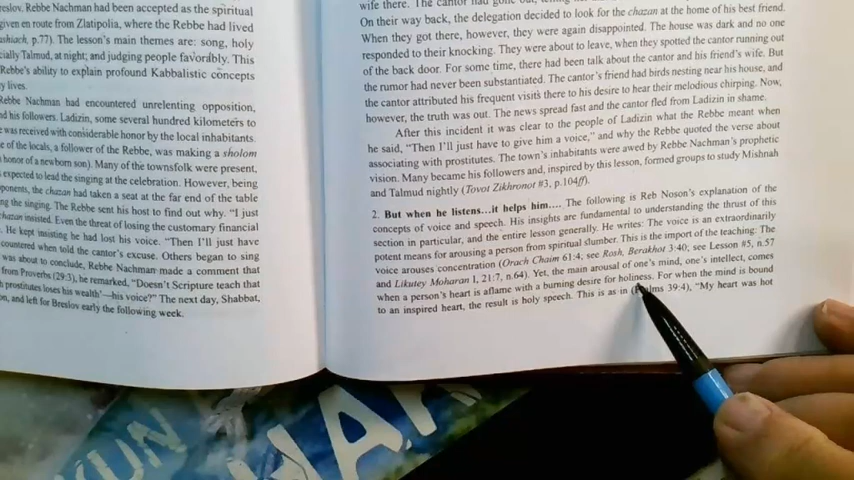 reslov. Rebbe Nachman had been accepted as the spiritual
given en route from Zlatipolia, where the Rebbe had lived
ashiach, p.77). The lesson's main themes are: song, holy
cially Talmud, at night; and judging people favorably. This
Rebbe's ability to explain profound Kabbalistic concepts
y lives.
Rebbe Nachman had encountered unrelenting opposition,
nd his followers. Ladizin, some several hundred kilometers to
was received with considerable honor by the local inhabitants.
e of the locals, a follower of the Rebbe, was making a sholom
honor of a newborn son). Many of the townsfolk were present,
expected to lead the singing at the celebration. However, being
ponents, the chazan had taken a seat at the far end of the table
ng the singing. The Rebbe sent his host to find out why. "I just
chazan insisted. Even the threat of losing the customary financial
. He kept insisting he had lost his voice. "Then I'll just have
countered when told the cantor's excuse. Others began to sing
was about to conclude, Rebbe Nachman made a comment that
from Proverbs (29:3), he remarked, "Doesn't Scripture teach that
h prostitutes loses his wealth'—his voice?" The next day, Shabbat,
on, and left for Breslov early the following week.
wife there. The cantor had gone out,
On their way back, the delegation decided to look for the chazan at the home of his best friend.
When they got there, however, they were again disappointed. The house was dark and no one
responded to their knocking. They were about to leave, when they spotted the cantor running out
of the back door. For some time, there had been talk about the cantor and his friend's wife. But
the rumor had never been substantiated. The cantor's friend had birds nesting near his house, and
the cantor attributed his frequent visits there to his desire to hear their melodious chirping. Now,
however, the truth was out. The news spread fast and the cantor fled from Ladizin in shame.
After this incident it was clear to the people of Ladizin what the Rebbe meant when
he said, "Then I'll just have to give him a voice," and why the Rebbe quoted the verse about
associating with prostitutes. The town's inhabitants were awed by Rebbe Nachman's prophetic
vision. Many became his followers and, inspired by this lesson, formed groups to study Mishnah
and Talmud nightly (Tovot Zikhronot #3, p.104ff).
2. But when he listens...it helps him.... The following is Reb Noson's explanation of the
concepts of voice and speech. His insights are fundamental to understanding the thrust of this
section in particular, and the entire lesson generally. He writes: The voice is an extraordinarily
potent means for arousing a person from spiritual slumber. This is the import of the teaching: The
voice arouses concentration (Orach Chaim 61:4, see Rosh, Berakhot 3:40; see Lesson #5, n.57
and Likutey Moharan I, 21:7, n.64). Yet, the main arousal of one's mind, one's intellect, comes
when a person's heart is aflame with a burning desire for holiness. For when the mind is bound
to an inspired heart, the result is holy speech. This is as in (Psalms 39:4), "My heart was hot
KUN
HAR